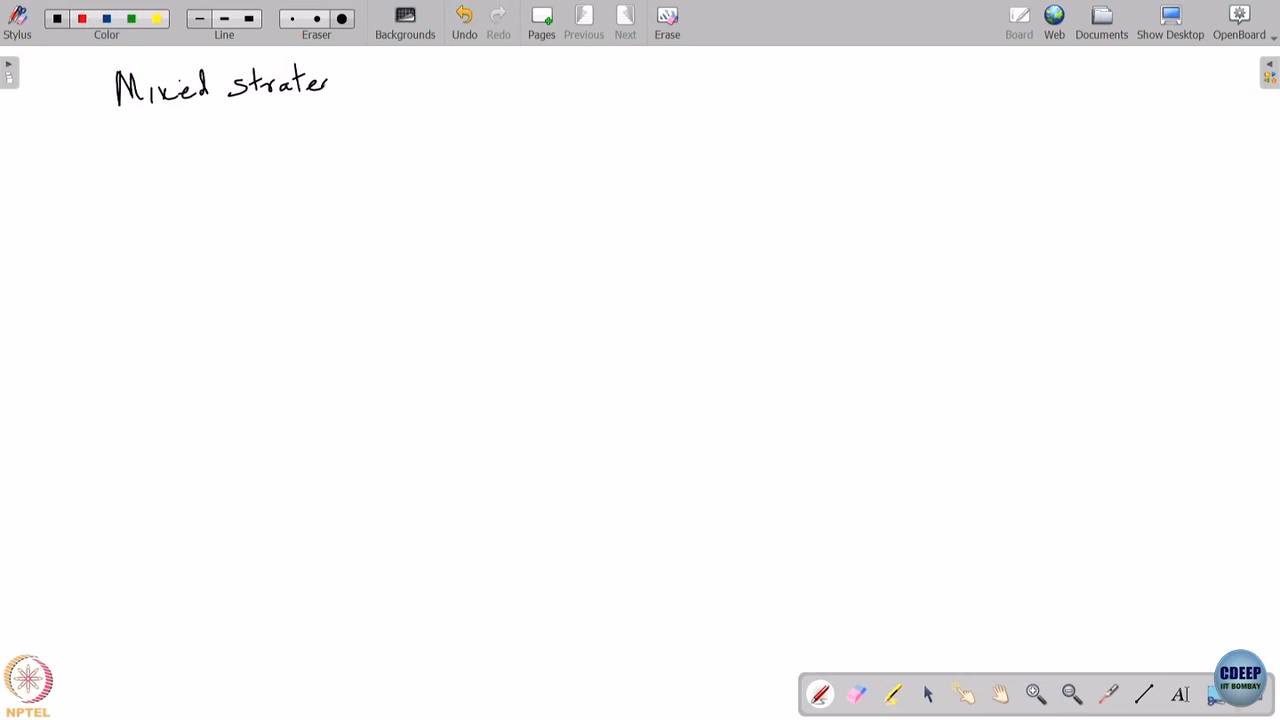 Stylus Color Line Eraser Backgrounds Undo Redo Pages Previous Next Erase Board Web Documents Show Desktop OpenBoard
Mixed strate
NPTEL
CDEEP
IIT BOMBAY